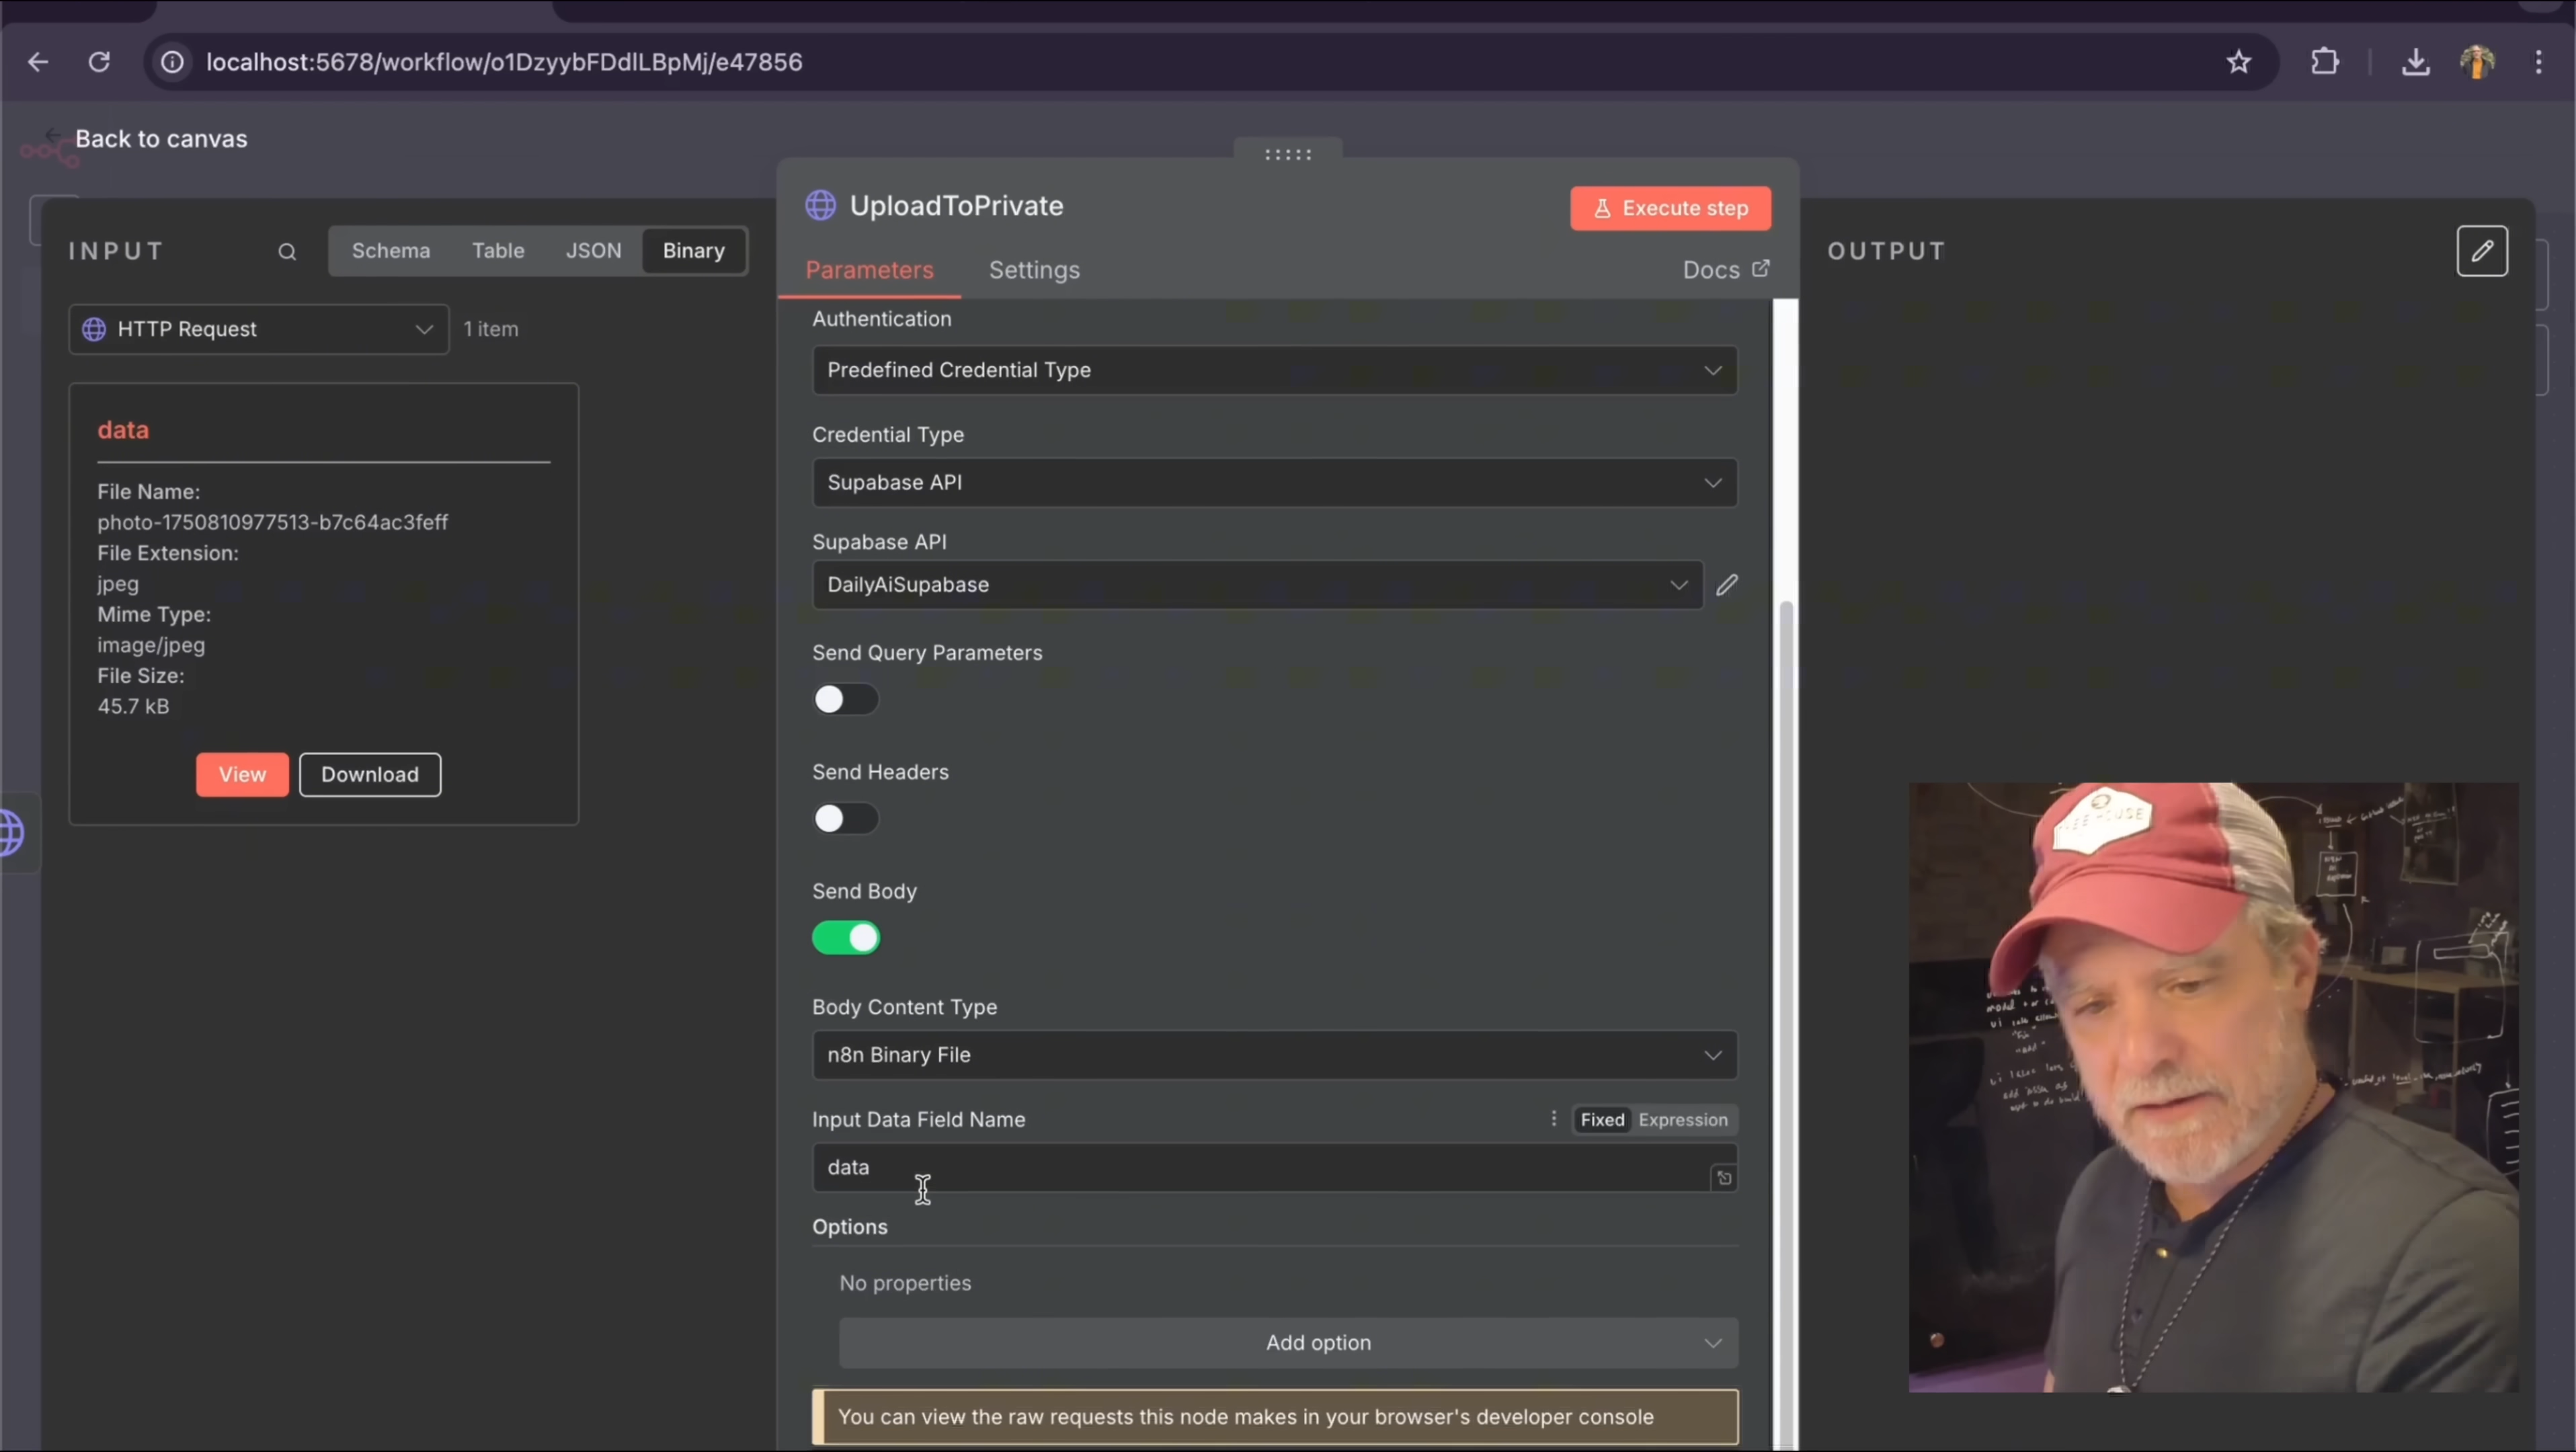 localhost:5678/workflow/o1DzyybFDdlLBpMj/e47856
Back to canvas
INPUT
Schema
Table
JSON
Binary
HTTP Request
1 item
data
File Name:
photo-1750810977513-b7c64ac3feff
File Extension:
jpeg
Mime Type:
image/jpeg
File Size:
45.7 kB
View
Download
UploadToPrivate
Execute step
Parameters
Settings
Docs
Authentication
Predefined Credential Type
Credential Type
Supabase API
Supabase API
DailyAiSupabase
Send Query Parameters
Send Headers
Send Body
Body Content Type
n8n Binary File
Input Data Field Name
Fixed
Expression
data
Options
No properties
Add option
You can view the raw requests this node makes in your browser's developer console
OUTPUT
HOUSE